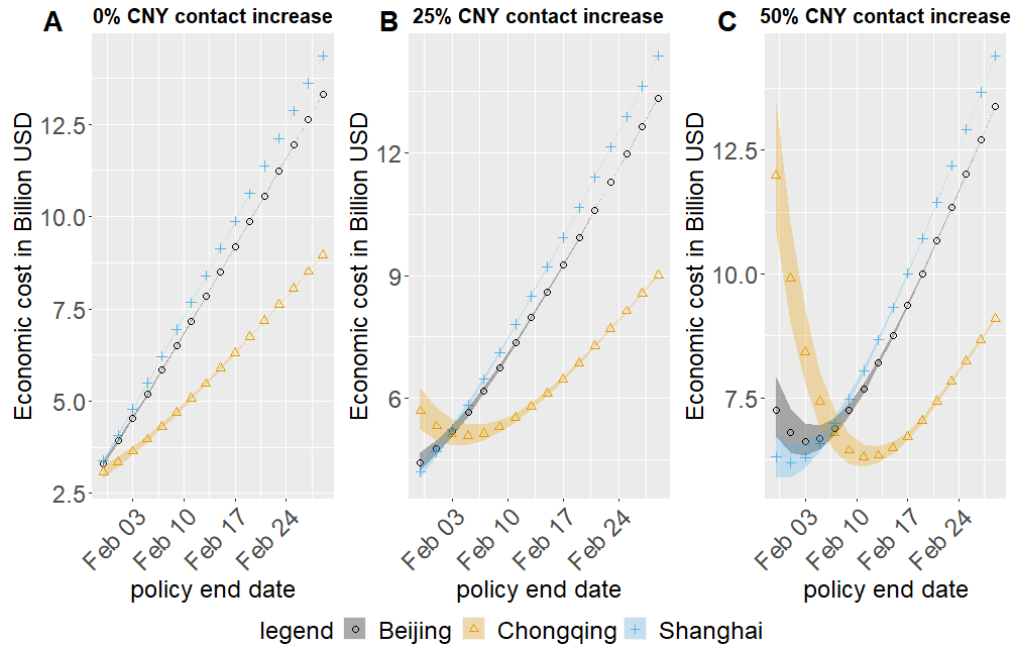 A 0% CNY contact increase
B 25% CNY contact increase
C 50% CNY contact increase
Economic cost in Billion USD
12.5
10.0
7.5
5.0
2.5
Feb 03
Feb 10
Feb 17
Feb 24
policy end date
Economic cost in Billion USD
12
9
6
Feb 03
Feb 10
Feb 17
Feb 24
policy end date
Economic cost in Billion USD
12.5
10.0
7.5
Feb 03
Feb 10
Feb 17
Feb 24
policy end date
legend Beijing Chongqing Shanghai